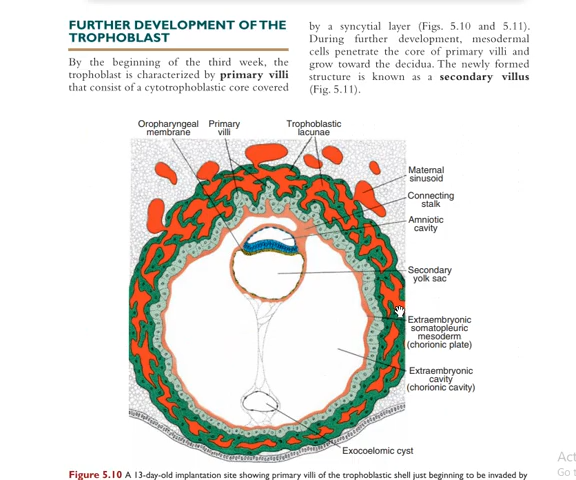 FURTHER DEVELOPMENT OF THE
TROPHOBLAST
By the beginning of the third week, the
trophoblast is characterized by primary villi
that consist of a cytotrophoblastic core covered
by a syncytial layer (Figs. 5.10 and 5.11).
During further development, mesodermal
cells penetrate the core of primary villi and
grow toward the decidua. The newly formed
structure is known as a secondary villus
(Fig. 5.11).
Oropharyngeal
membrane
Primary
villi
Trophoblastic
lacunae
Maternal
sinusoid
Connecting
stalk
Amniotic
cavity
Secondary
yolk sac
Extraembryonic
somatopleuric
mesoderm
(chorionic plate)
Extraembryonic
cavity
(chorionic cavity)
Exocoelomic cyst
Figure 5.10 A 13-day-old implantation site showing primary villi of the trophoblastic shell just beginning to be invaded by
Act
Go t